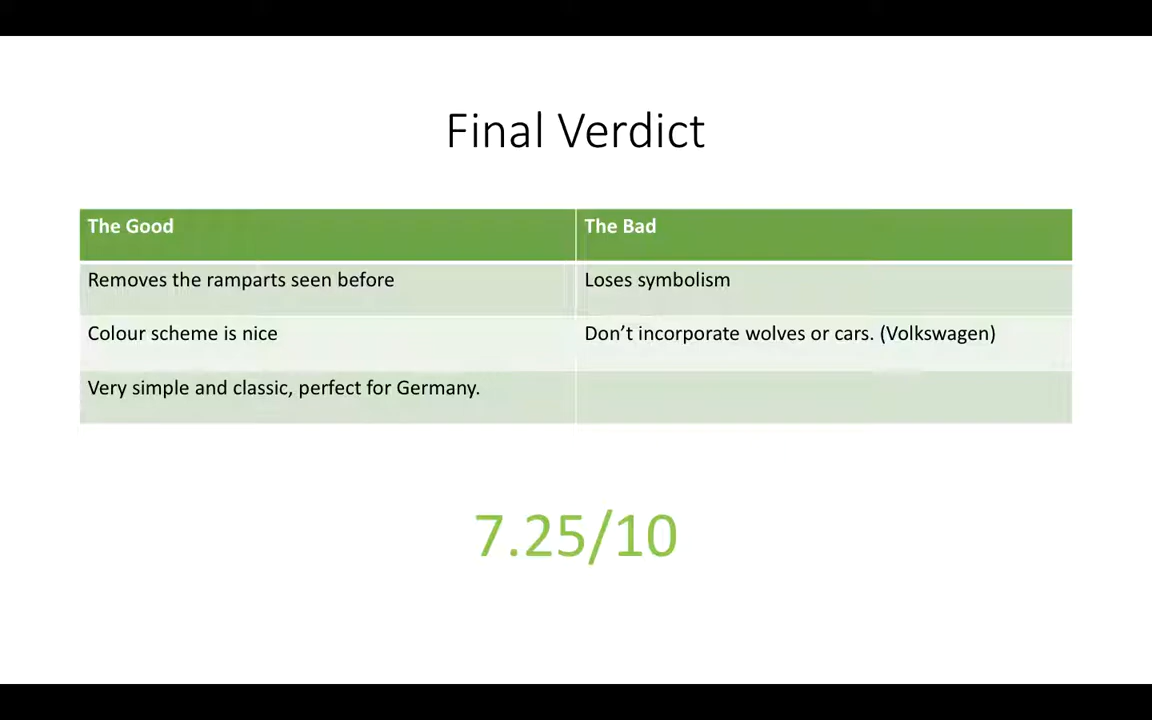 Final Verdict
The Good
The Bad
Removes the ramparts seen before
Loses symbolism
Colour scheme is nice
Don’t incorporate wolves or cars. (Volkswagen)
Very simple and classic, perfect for Germany.
7.25/10